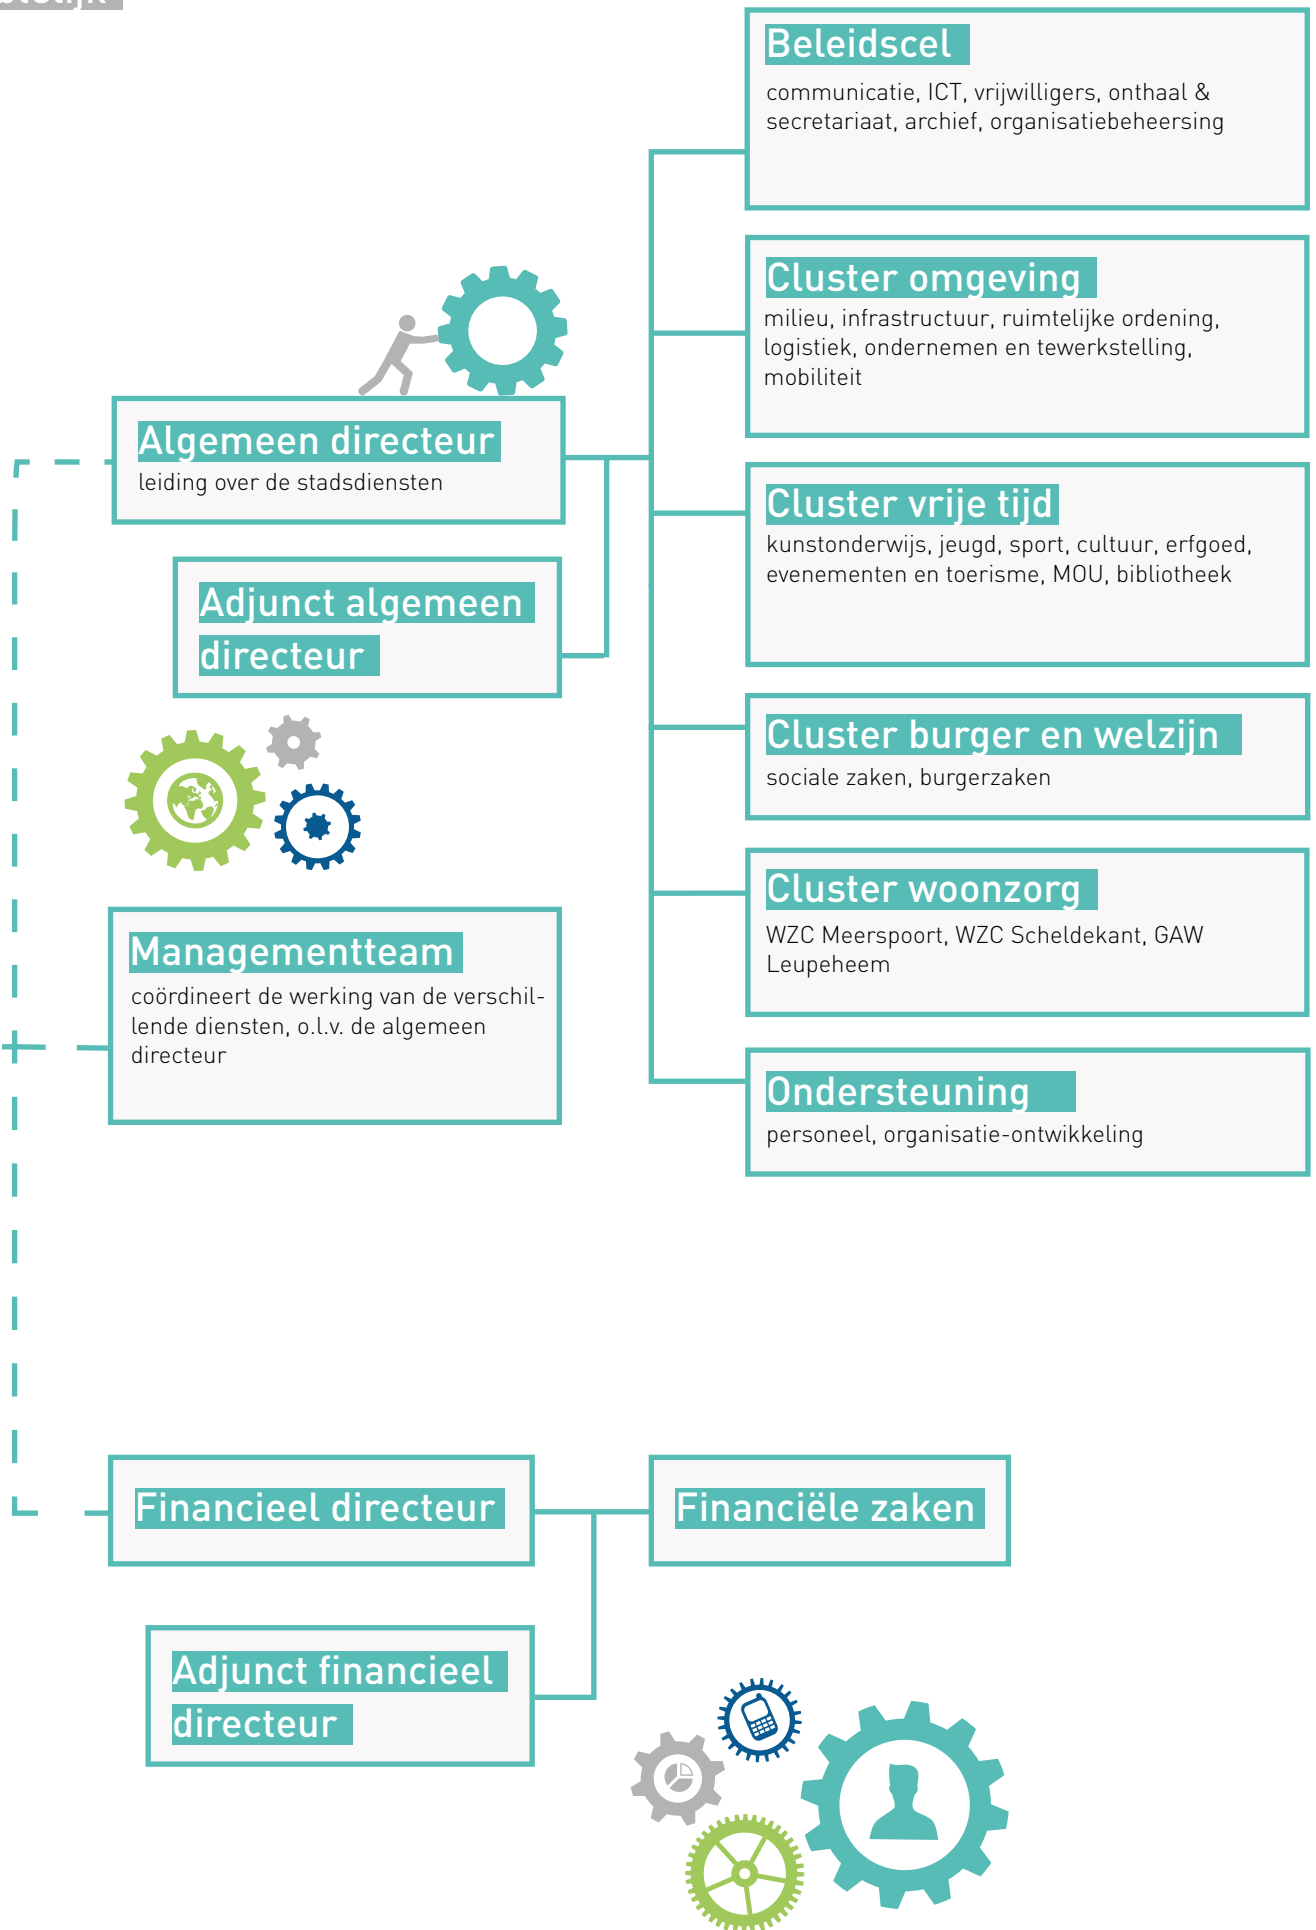 Beleidscel
communicatie, ICT, vrijwilligers, onthaal &
secretariaat, archief, organisatiebeheersing
Cluster omgeving
milieu, infrastructuur, ruimtelijke ordening,
logistiek, ondernemen en tewerkstelling,
mobiliteit
Algemeen directeur
leiding over de stadsdiensten
Cluster vrije tijd
kunstonderwijs, jeugd, sport, cultuur, erfgoed,
evenementen en toerisme, MOU, bibliotheek
Adjunct algemeen
directeur
Cluster burger en welzijn
sociale zaken, burgerzaken
Cluster woonzorg
WZC Meerspoort, WZC Scheldekant, GAW
Leupeheem
Managementteam
coördineert de werking van de verschil-
lende diensten, o.l.v. de algemeen
directeur
Ondersteuning
personeel, organisatie-ontwikkeling
Financieel directeur
Financiële zaken
Adjunct financieel
directeur